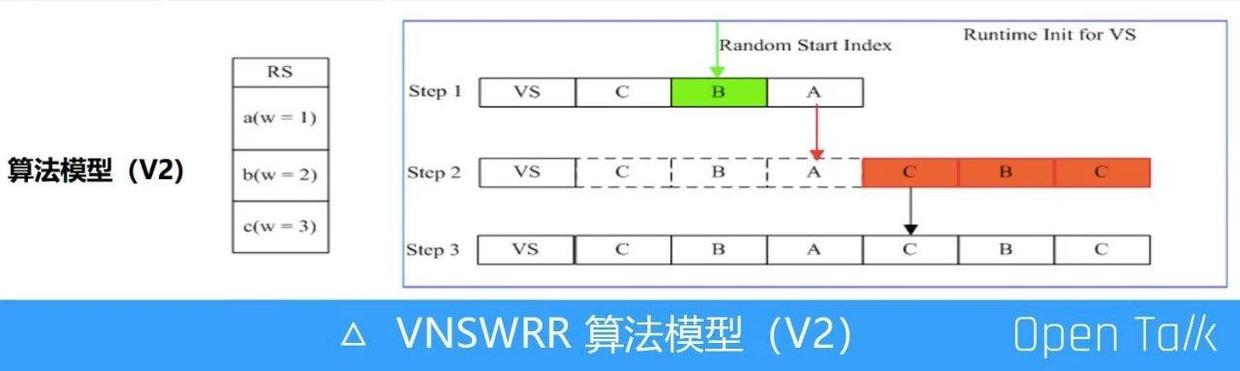 算法模型（V2）
RS
a(w = 1)
b(w = 2)
c(w = 3)
Random Start Index
Runtime Init for VS
Step 1 VS C B A
Step 2 VS C B A C B C
Step 3 VS C B A C B C
△ VNSWRR 算法模型（V2）
Open Talk